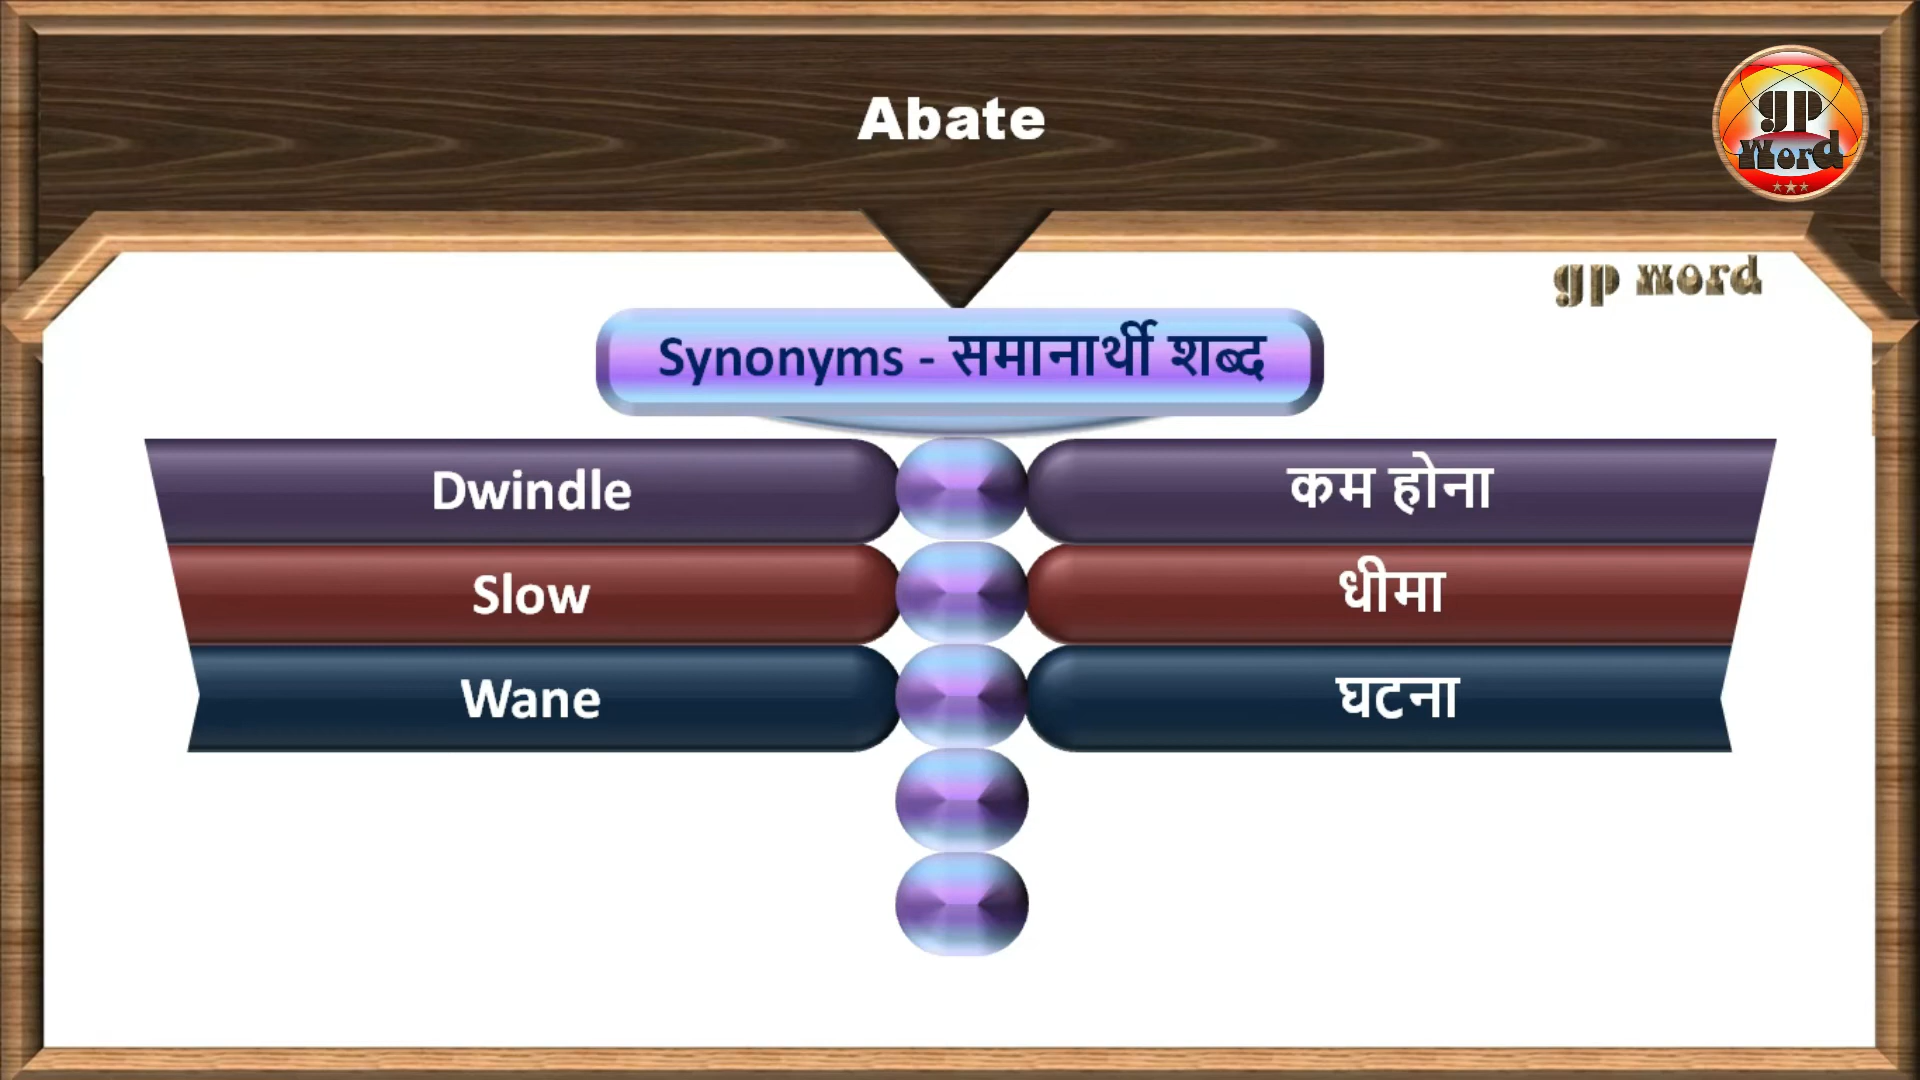 Abate
gp
word
gp word
Synonyms - समानार्थी शब्द
Dwindle
कम होना
Slow
धीमा
Wane
घटना